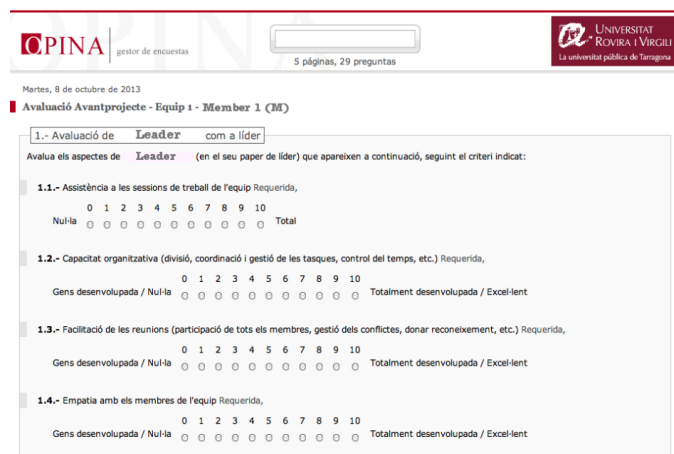 OPINA gestor de encuestas
5 páginas, 29 preguntas
UNIVERSITAT
ROVIRA I VIRGILI
La universitat pública de Tarragona
Martes, 8 de octubre de 2013
Avaluació Avantprojecte - Equip 1 - Member 1 (M)
1.- Avaluació de Leader com a líder
Avalua els aspectes de Leader (en el seu paper de líder) que apareixen a continuació, seguint el criteri indicat:
1.1.- Assistència a les sessions de treball de l'equip Requerida,
0 1 2 3 4 5 6 7 8 9 10
Nul·la Total
1.2.- Capacitat organitzativa (divisió, coordinació i gestió de les tasques, control del temps, etc.) Requerida,
0 1 2 3 4 5 6 7 8 9 10
Gens desenvolupada / Nul·la Totalment desenvolupada / Excel·lent
1.3.- Facilitació de les reunions (participació de tots els membres, gestió dels conflictes, donar reconeixement, etc.) Requerida,
0 1 2 3 4 5 6 7 8 9 10
Gens desenvolupada / Nul·la Totalment desenvolupada / Excel·lent
1.4.- Empatia amb els membres de l'equip Requerida,
0 1 2 3 4 5 6 7 8 9 10
Gens desenvolupada / Nul·la Totalment desenvolupada / Excel·lent